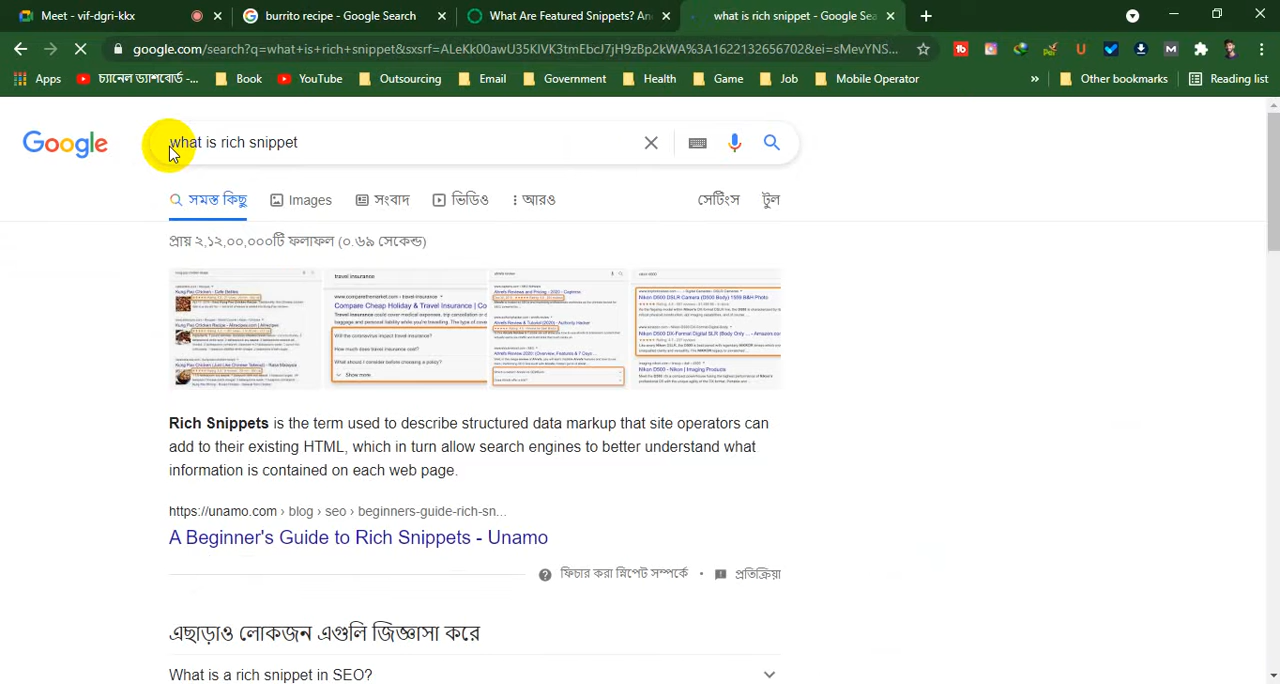 Meet - vif-dgri-kkx
burrito recipe - Google Search
What Are Featured Snippets? An
what is rich snippet - Google Sea
google.com/search?q=what+is+rich+snippet&sxsrf=ALeKk00awU35KIVK3tmEbcJ7jH9zBp2kWA%3A1622132656702&ei=sMevYNS...
Apps
চ্যানেল ড্যাশবোর্ড -...
Book
YouTube
Outsourcing
Email
Government
Health
Game
Job
Mobile Operator
»
Other bookmarks
Reading list
Google
what is rich snippet
সমস্ত কিছু
Images
সংবাদ
ভিডিও
আরও
সেটিংস
টুল
প্রায় ২,১২,০০,০০০টি ফলাফল (০.৬৯ সেকেন্ড)
Rich Snippets is the term used to describe structured data markup that site operators can
add to their existing HTML, which in turn allow search engines to better understand what
information is contained on each web page.
https://unamo.com › blog › seo › beginners-guide-rich-sn...
A Beginner's Guide to Rich Snippets - Unamo
ফিচার করা স্নিপেট সম্পর্কে • প্রতিক্রিয়া
এছাড়াও লোকজন এগুলি জিজ্ঞাসা করে
What is a rich snippet in SEO?